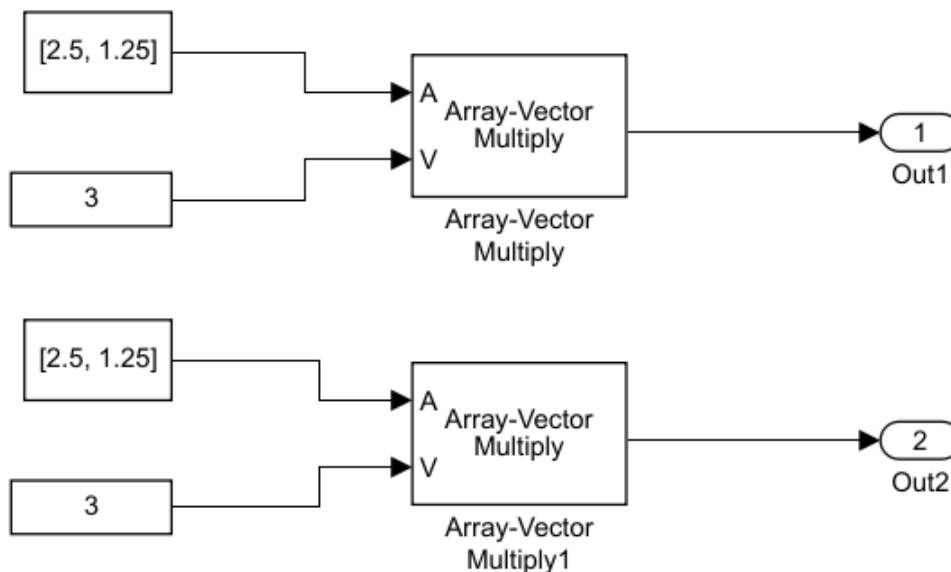 [2.5, 1.25]
A
Array-Vector
Multiply
V
3
1
Out1
Array-Vector
Multiply
[2.5, 1.25]
A
Array-Vector
Multiply
V
3
2
Out2
Array-Vector
Multiply1